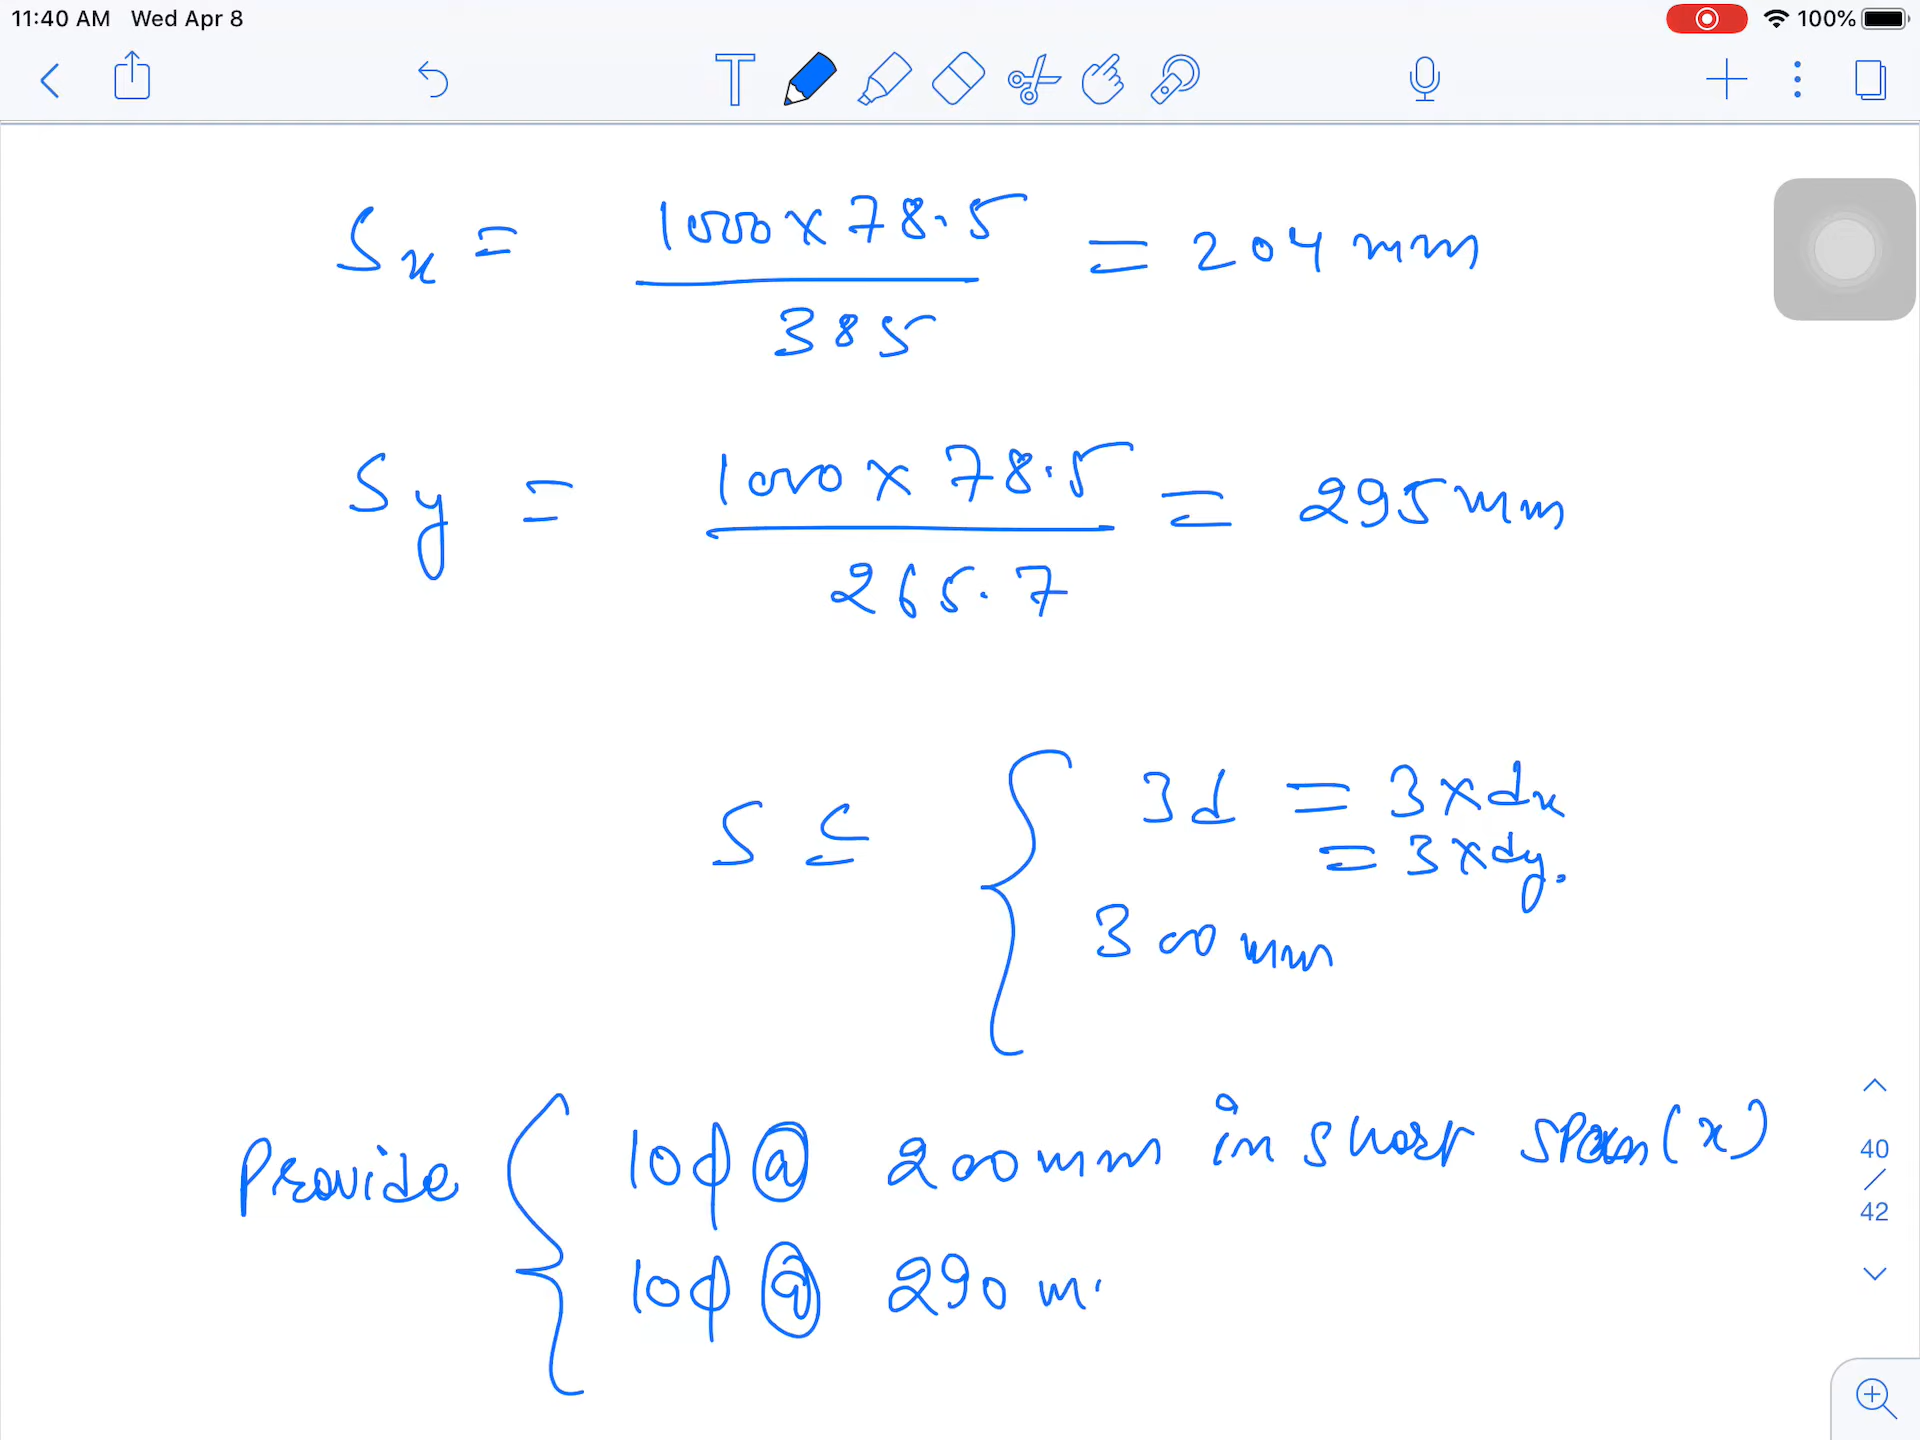 11:40 AM Wed Apr 8 100%
Sx = 1000 x 78.5 / 385 = 204 mm
Sy = 1000 x 78.5 / 265.7 = 295 mm
S ≤ { 3d = 3 x dx
= 3 x dy.
300 mm
Provide { 10φ @ 200 mm in short span (x)
10φ @ 290 m
40
/
42